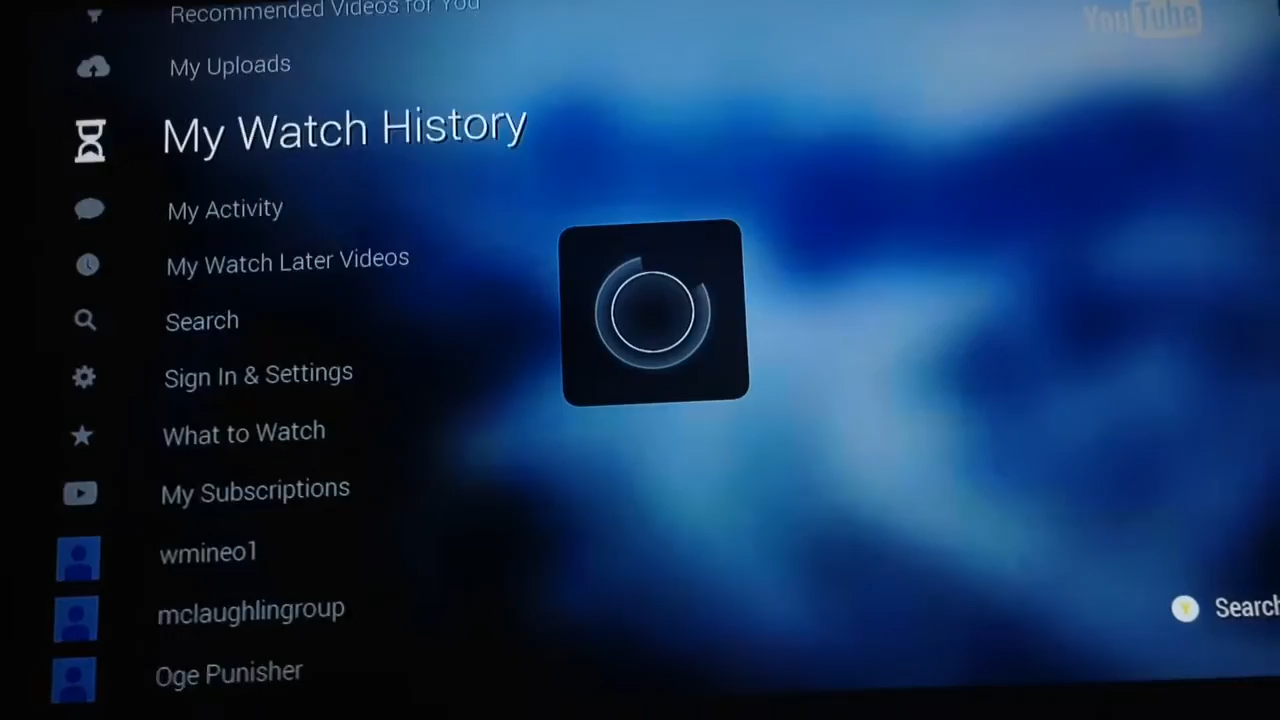 Recommended Videos for You
YouTube
My Uploads
My Watch History
My Activity
My Watch Later Videos
Search
Sign In & Settings
What to Watch
My Subscriptions
wmineo1
mclaughlingroup
Y Search
Oge Punisher